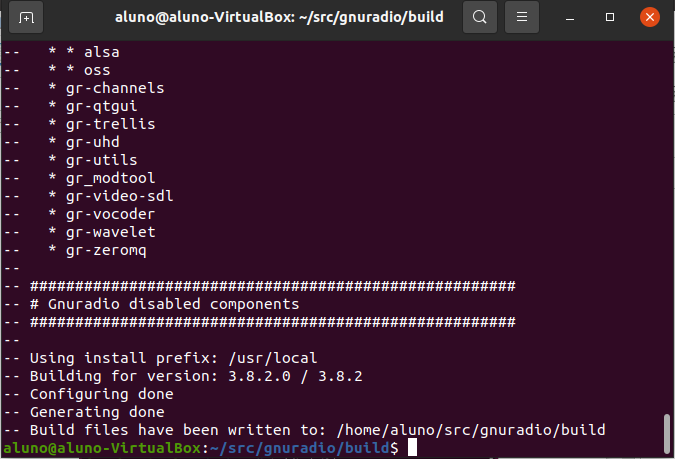 aluno@aluno-VirtualBox: ~/src/gnuradio/build
--   * * alsa
--   * * oss
--   * gr-channels
--   * gr-qtgui
--   * gr-trellis
--   * gr-uhd
--   * gr-utils
--   * gr_modtool
--   * gr-video-sdl
--   * gr-vocoder
--   * gr-wavelet
--   * gr-zeromq
--
-- ######################################################
-- # Gnuradio disabled components
-- ######################################################
--
-- Using install prefix: /usr/local
-- Building for version: 3.8.2.0 / 3.8.2
-- Configuring done
-- Generating done
-- Build files have been written to: /home/aluno/src/gnuradio/build
aluno@aluno-VirtualBox:~/src/gnuradio/build$